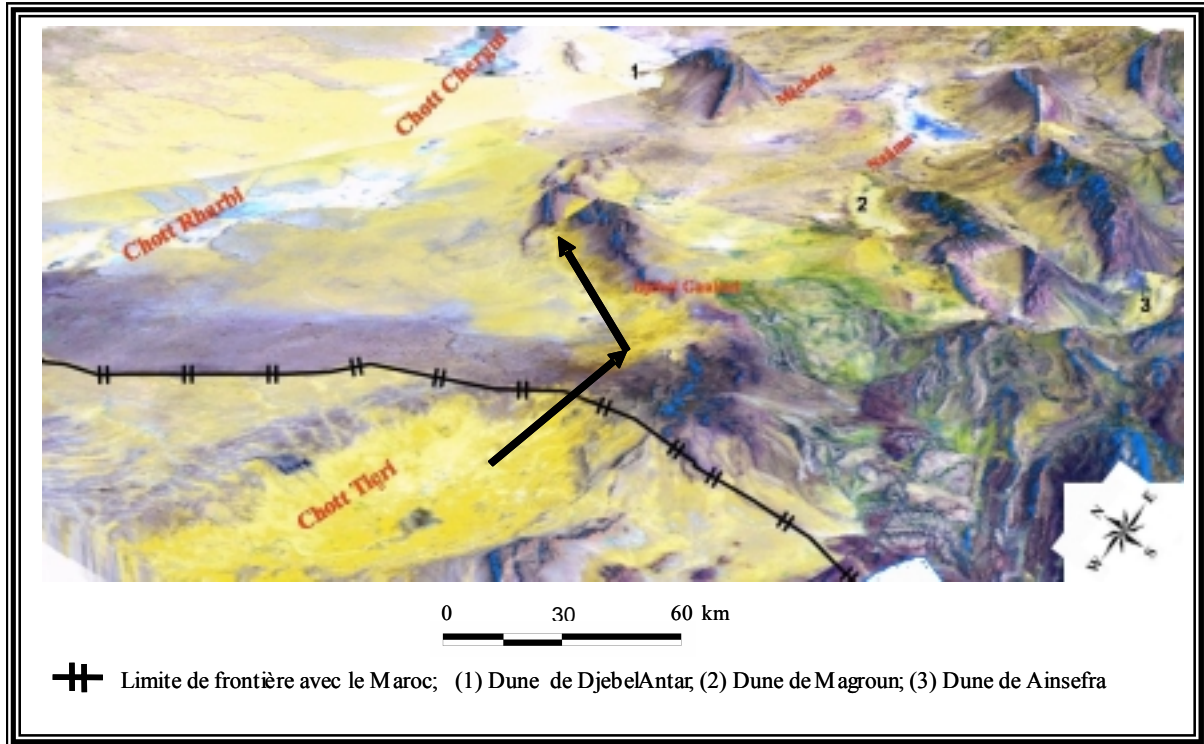 Chott Chergui
1
Mécheria
Chott Rharbi
Naâma
2
3
Chott Tigri
N
E
W
S
0 30 60 km
Limite de frontière avec le Maroc; (1) Dune de DjebelAntar; (2) Dune de Magroun; (3) Dune de Ainsefra